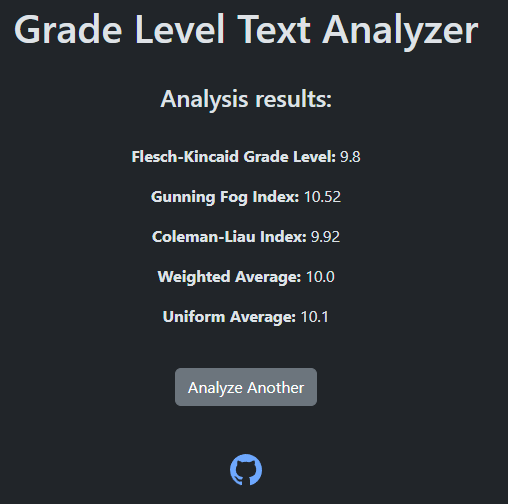 Grade Level Text Analyzer
Analysis results:
Flesch-Kincaid Grade Level: 9.8
Gunning Fog Index: 10.52
Coleman-Liau Index: 9.92
Weighted Average: 10.0
Uniform Average: 10.1
Analyze Another